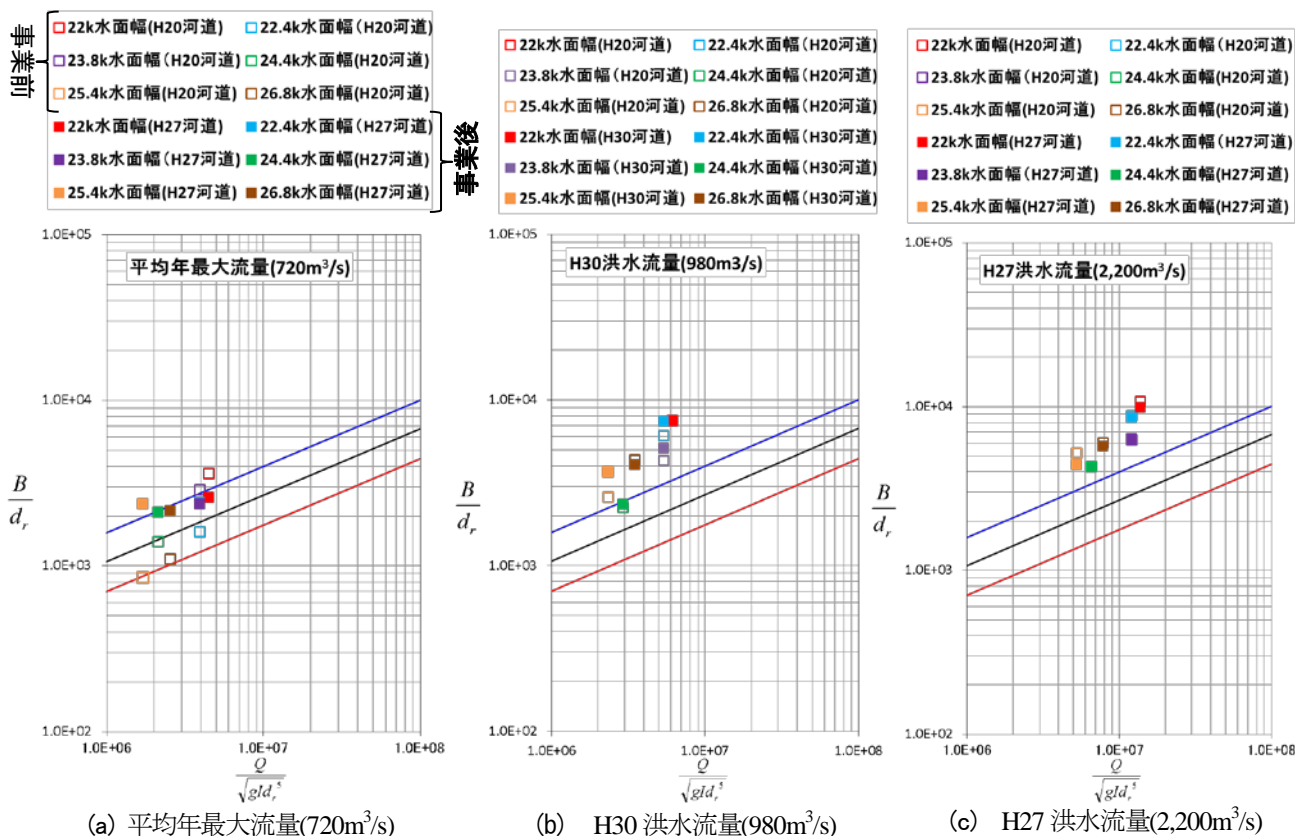 事業前
□22k水面幅(H20河道) □22.4k水面幅(H20河道)
□23.8k水面幅(H20河道) □24.4k水面幅(H20河道)
□25.4k水面幅(H20河道) □26.8k水面幅(H20河道)
■22k水面幅(H27河道) ■22.4k水面幅(H27河道)
■23.8k水面幅(H27河道) ■24.4k水面幅(H27河道)
■25.4k水面幅(H27河道) ■26.8k水面幅(H27河道)
事業後
1.0E+05
平均年最大流量(720m³/s)
1.0E+04
B/d_r
1.0E+03
1.0E+02
1.0E+06 1.0E+07 1.0E+08
Q/√gId_r⁵
(a) 平均年最大流量(720m³/s)
□22k水面幅(H20河道) □22.4k水面幅(H20河道)
□23.8k水面幅(H20河道) □24.4k水面幅(H20河道)
□25.4k水面幅(H20河道) □26.8k水面幅(H20河道)
■22k水面幅(H30河道) ■22.4k水面幅(H30河道)
■23.8k水面幅(H30河道) ■24.4k水面幅(H30河道)
■25.4k水面幅(H30河道) ■26.8k水面幅(H30河道)
1.0E+05
H30洪水流量(980m3/s)
1.0E+04
B/d_r
1.0E+03
1.0E+02
1.0E+06 1.0E+07 1.0E+08
Q/√gId_r⁵
(b) H30 洪水流量(980m³/s)
□22k水面幅(H20河道) □22.4k水面幅(H20河道)
□23.8k水面幅(H20河道) □24.4k水面幅(H20河道)
□25.4k水面幅(H20河道) □26.8k水面幅(H20河道)
■22k水面幅(H27河道) ■22.4k水面幅(H27河道)
■23.8k水面幅(H27河道) ■24.4k水面幅(H27河道)
■25.4k水面幅(H27河道) ■26.8k水面幅(H27河道)
1.0E+05
H27洪水流量(2,200m³/s)
1.0E+04
B/d_r
1.0E+03
1.0E+02
1.0E+06 1.0E+07 1.0E+08
Q/√gId_r⁵
(c) H27 洪水流量(2,200m³/s)